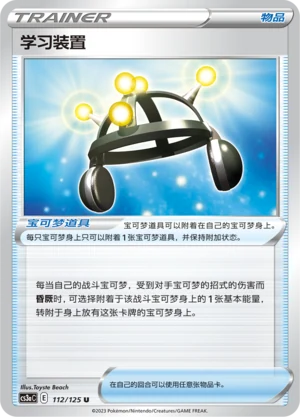 TRAINER 物品
学习装置
宝可梦道具 宝可梦道具可以附着在自己的宝可梦身上。
每只宝可梦身上只可以附着1张宝可梦道具，并保持附加状态。
每当自己的战斗宝可梦，受到对手宝可梦的招式的伤害而
昏厥时，可选择附着于该战斗宝可梦身上的1张基本能量，
转附于身上放有这张卡牌的宝可梦身上。
Illus.Toyste Beach
CS3aC E 112/125 U
在自己的回合可以使用任意张物品卡。
©2023 Pokémon/Nintendo/Creatures/GAME FREAK.